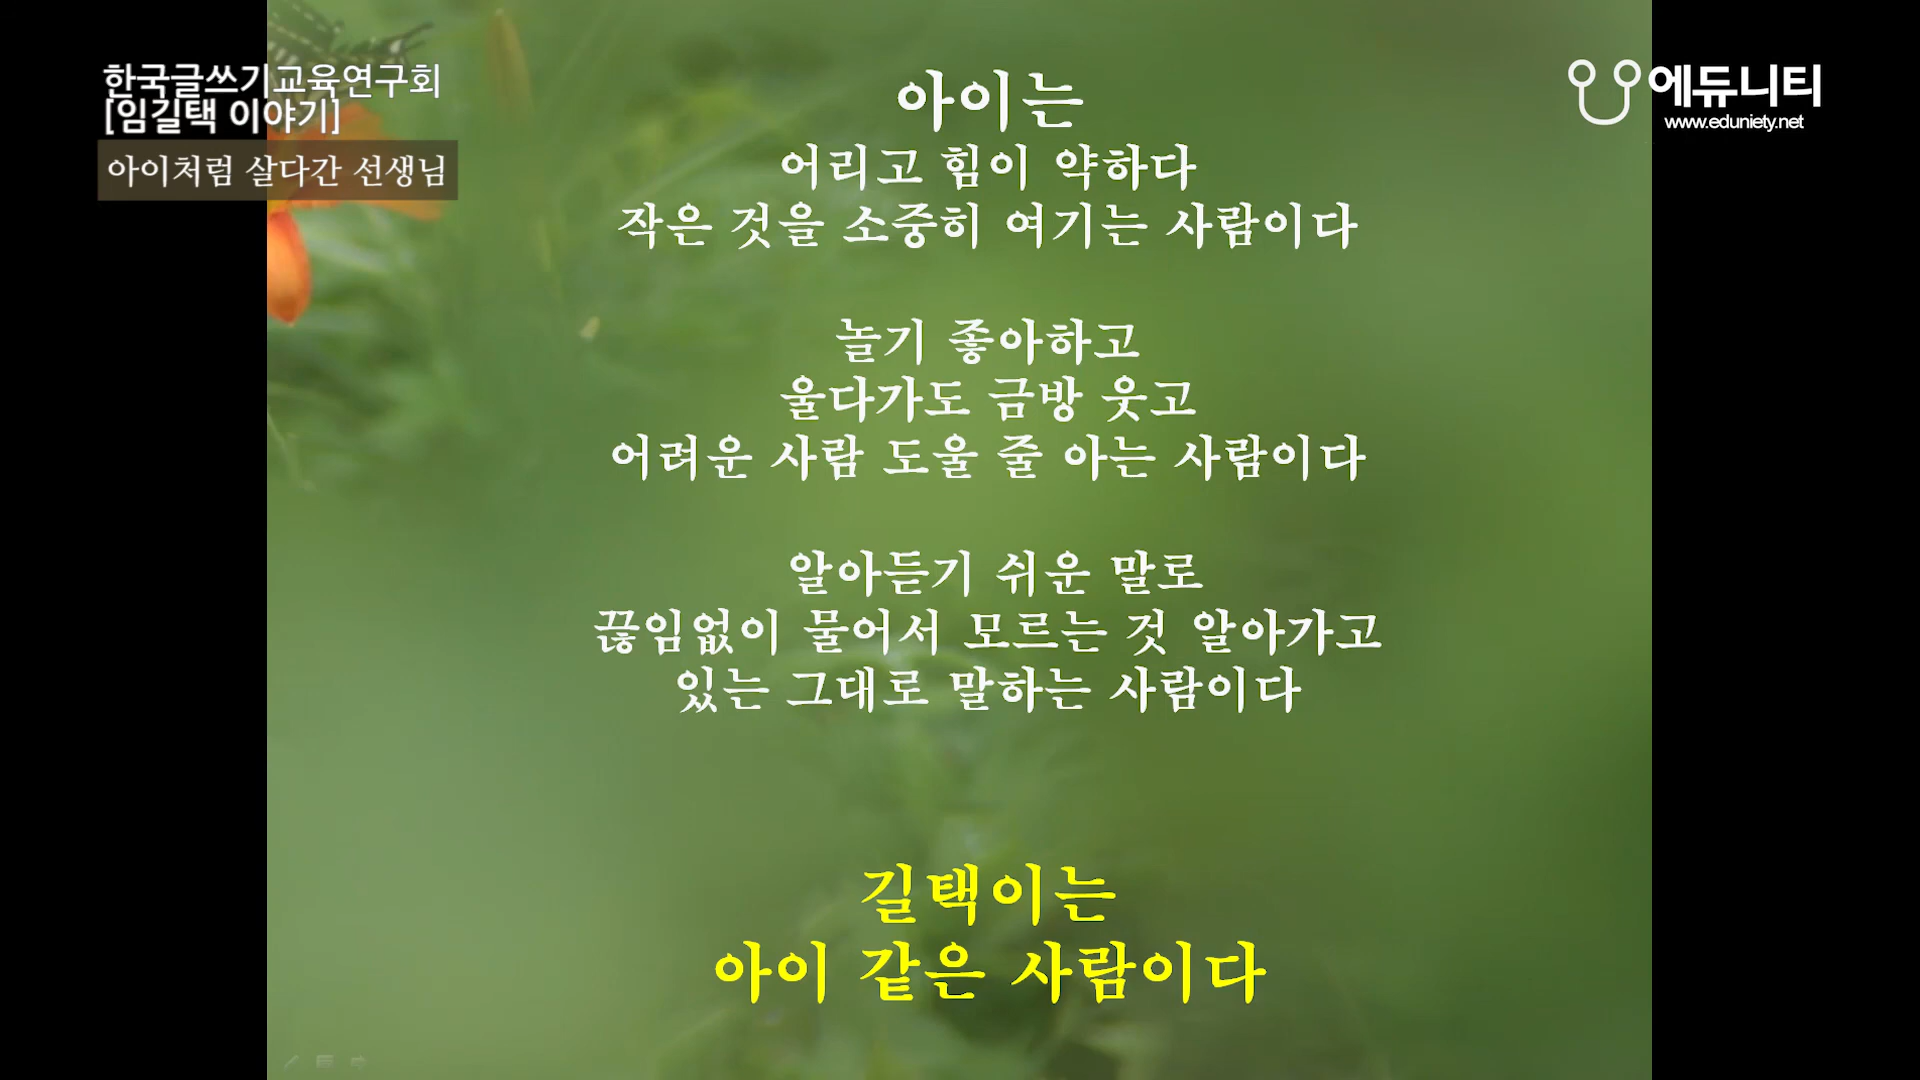 한국글쓰기교육연구회
[임길택 이야기]
아이처럼 살다간 선생님
에듀니티
www.eduniety.net
아이는
어리고 힘이 약하다
작은 것을 소중히 여기는 사람이다
놀기 좋아하고
울다가도 금방 웃고
어려운 사람 도울 줄 아는 사람이다
알아듣기 쉬운 말로
끊임없이 물어서 모르는 것 알아가고
있는 그대로 말하는 사람이다
길택이는
아이 같은 사람이다